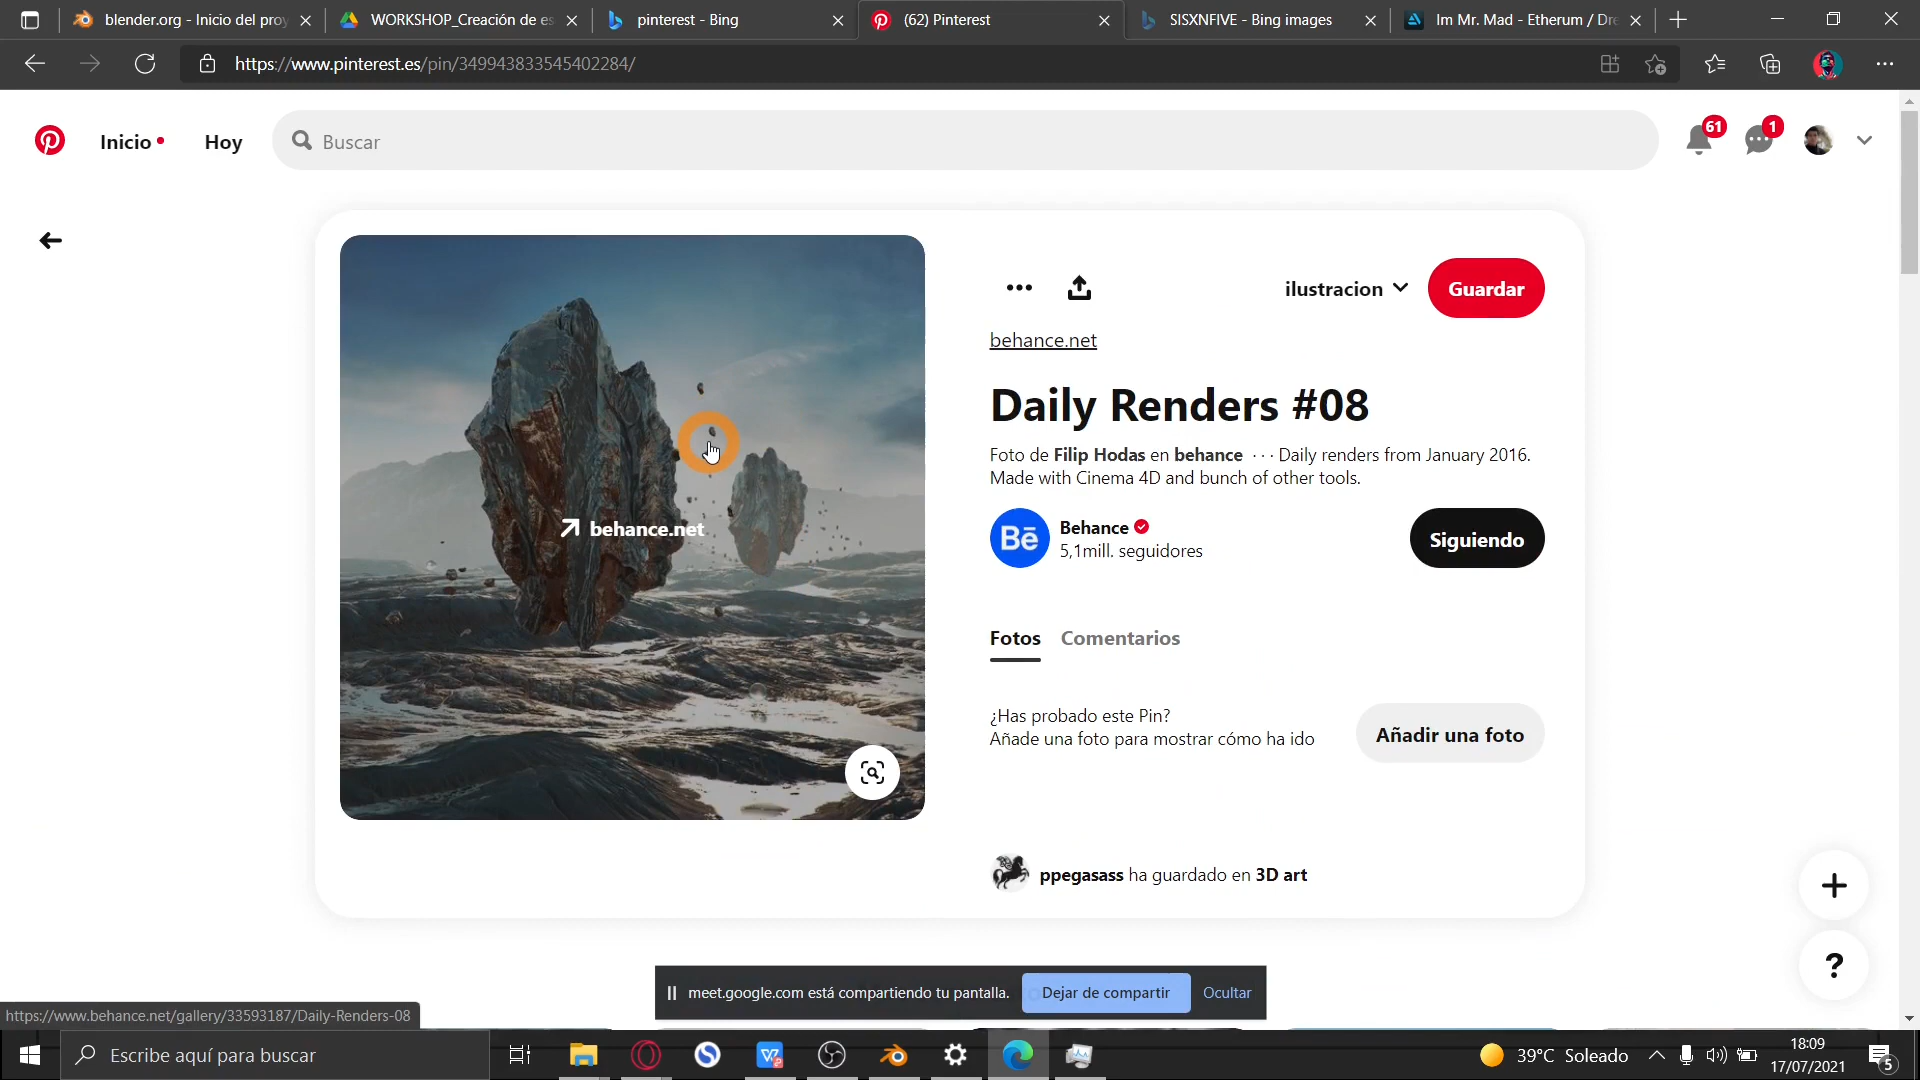 blender.org - Inicio del proy
WORKSHOP_Creación de es
pinterest - Bing
(62) Pinterest
SISXNFIVE - Bing images
Im Mr. Mad - Etherum / Dre
https://www.pinterest.es/pin/349943833545402284/
Inicio
Hoy
Buscar
61
1
ilustracion
Guardar
behance.net
Daily Renders #08
Foto de Filip Hodas en behance ··· Daily renders from January 2016.
Made with Cinema 4D and bunch of other tools.
Bē
Behance
5,1mill. seguidores
Siguiendo
behance.net
Fotos
Comentarios
¿Has probado este Pin?
Añade una foto para mostrar cómo ha ido
Añadir una foto
ppegasass ha guardado en 3D art
+
?
meet.google.com está compartiendo tu pantalla.
Dejar de compartir
Ocultar
https://www.behance.net/gallery/33593187/Daily-Renders-08
Escribe aquí para buscar
39°C Soleado
18:09
17/07/2021
5